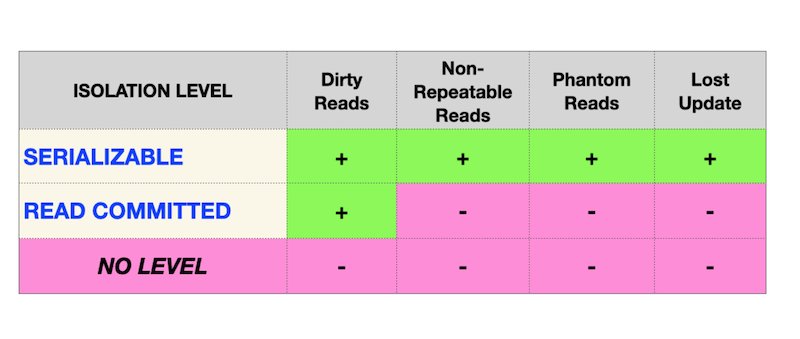 ISOLATION LEVEL
Dirty
Reads
Non-
Repeatable
Reads
Phantom
Reads
Lost
Update
SERIALIZABLE + + + +
READ COMMITTED + - - -
NO LEVEL - - - -